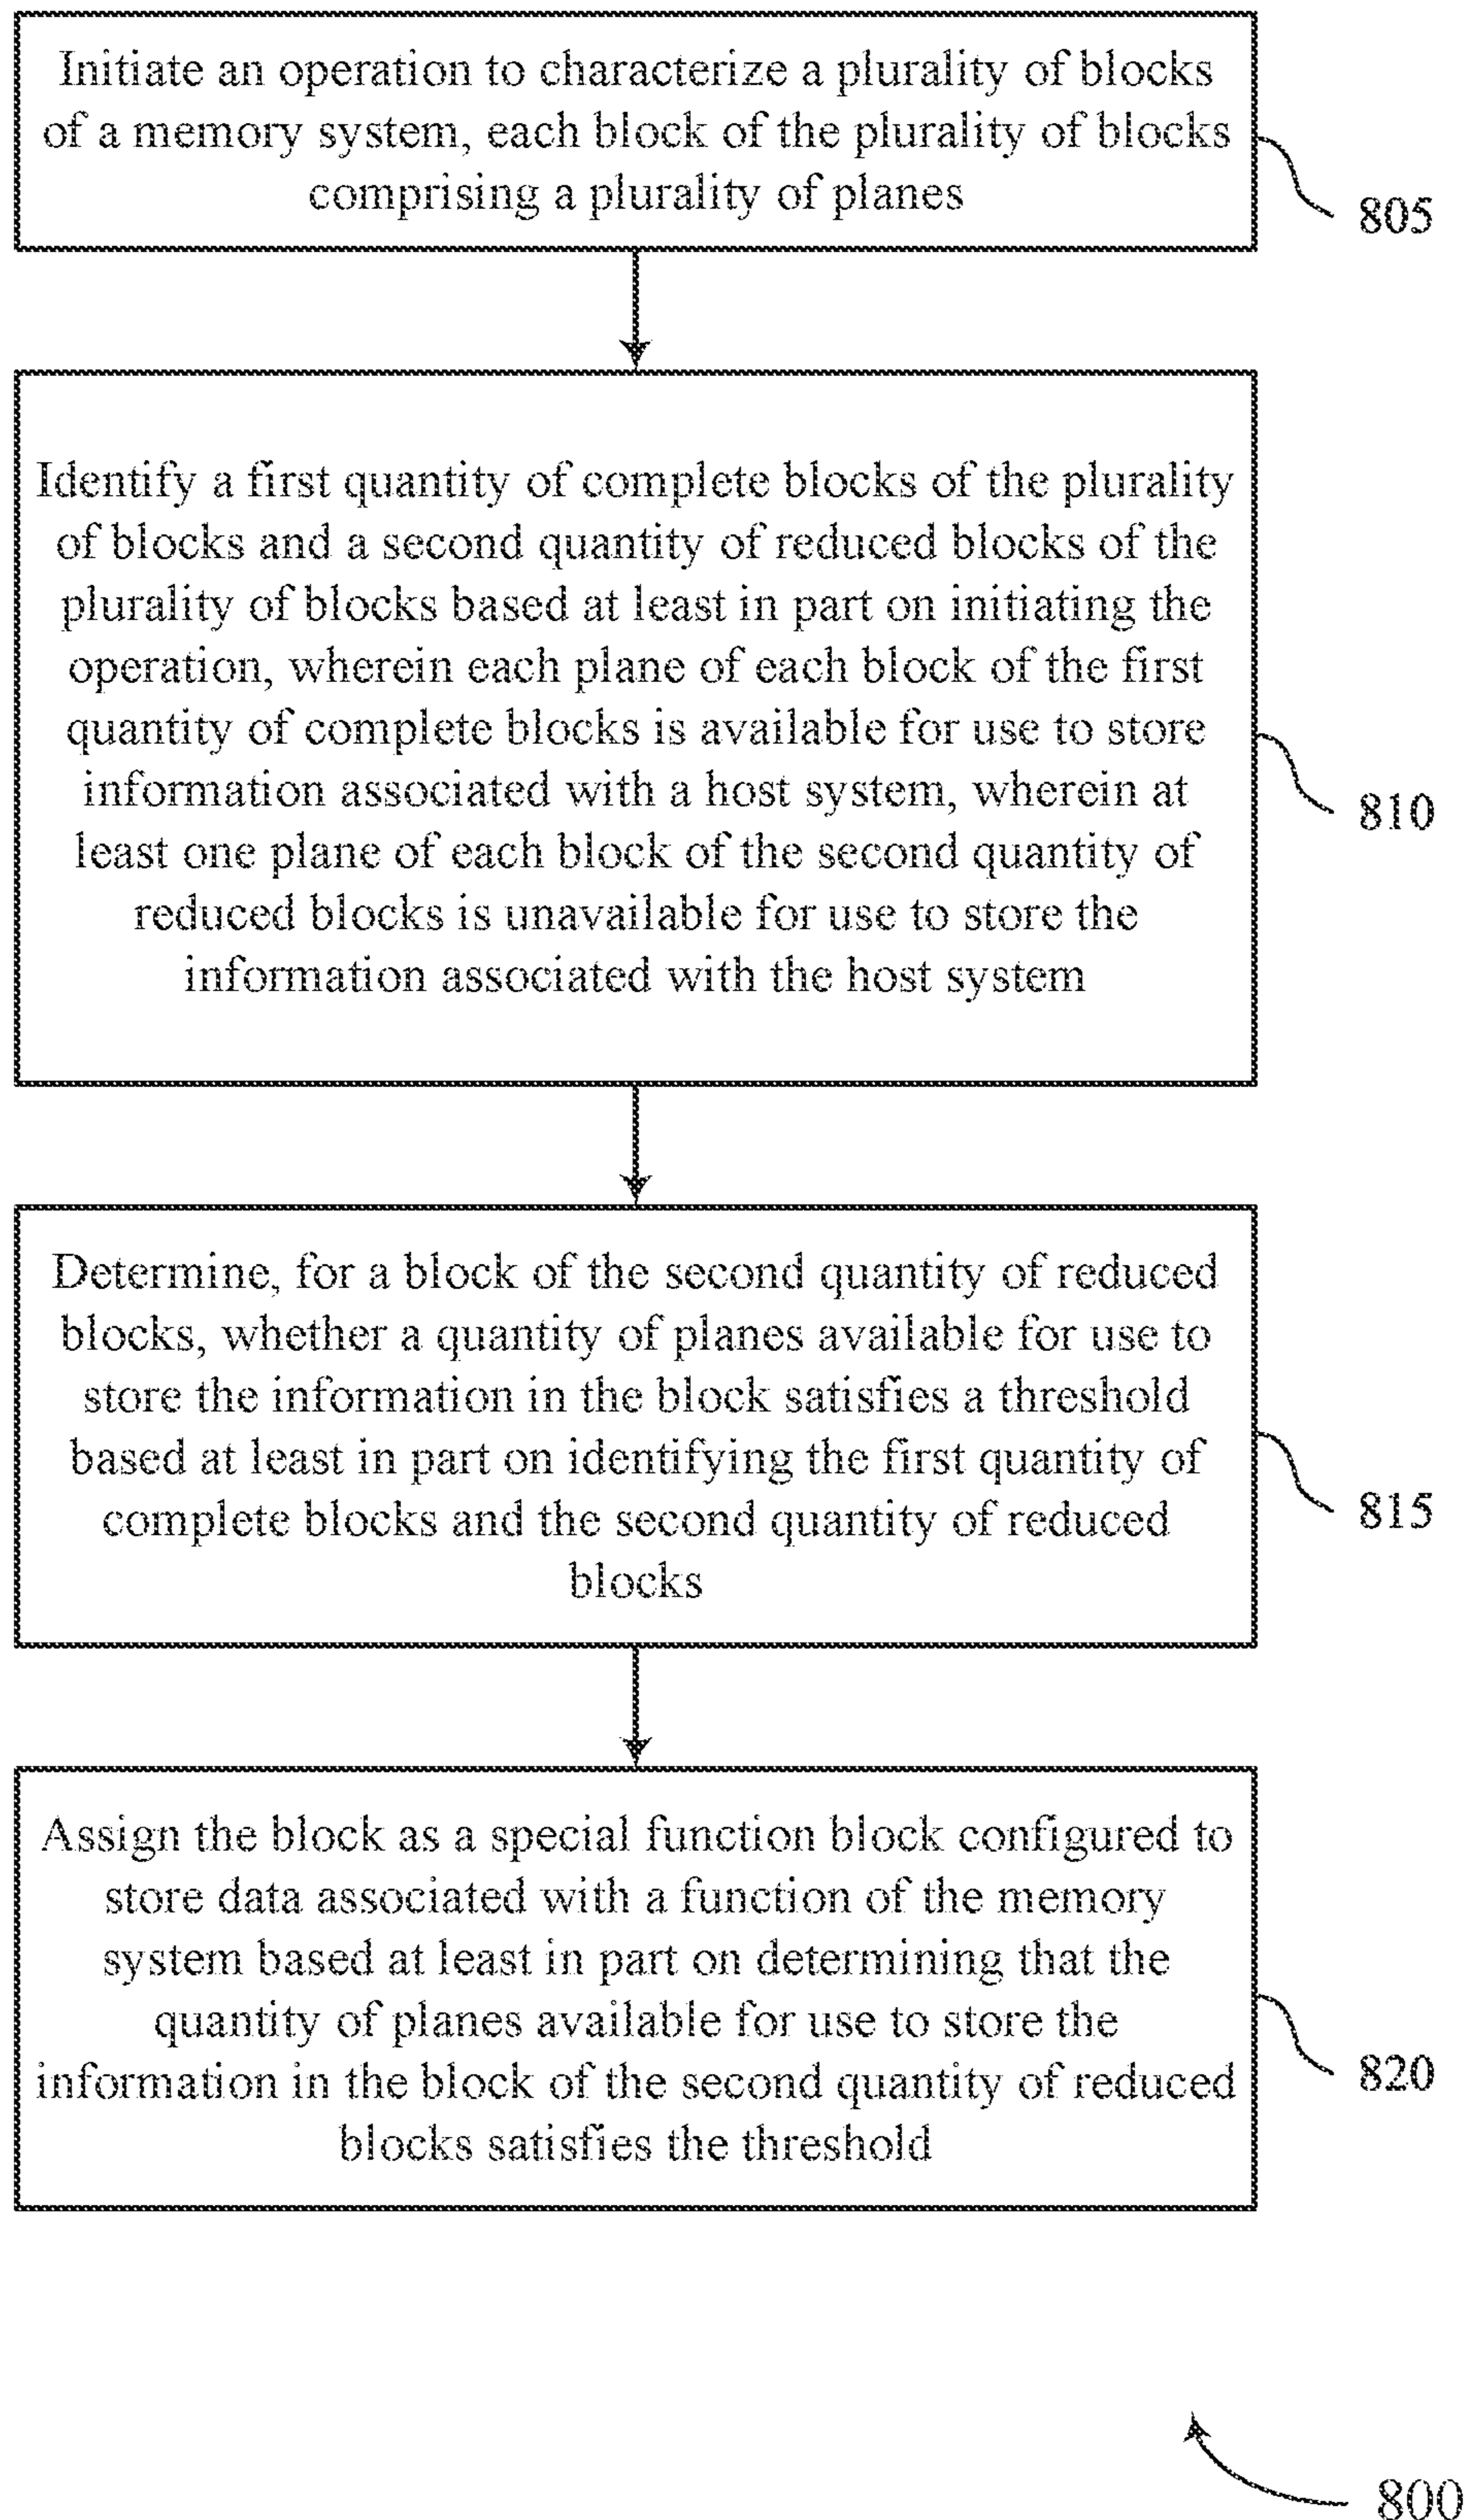 Initiate an operation to characterize a plurality of blocks
of a memory system, each block of the plurality of blocks
comprising a plurality of planes
805
Identify a first quantity of complete blocks of the plurality
of blocks and a second quantity of reduced blocks of the
plurality of blocks based at least in part on initiating the
operation, wherein each plane of each block of the first
quantity of complete blocks is available for use to store
information associated with a host system, wherein at
least one plane of each block of the second quantity of
reduced blocks is unavailable for use to store the
information associated with the host system
810
Determine, for a block of the second quantity of reduced
blocks, whether a quantity of planes available for use to
store the information in the block satisfies a threshold
based at least in part on identifying the first quantity of
complete blocks and the second quantity of reduced
blocks
815
Assign the block as a special function block configured to
store data associated with a function of the memory
system based at least in part on determining that the
quantity of planes available for use to store the
information in the block of the second quantity of reduced
blocks satisfies the threshold
820
800